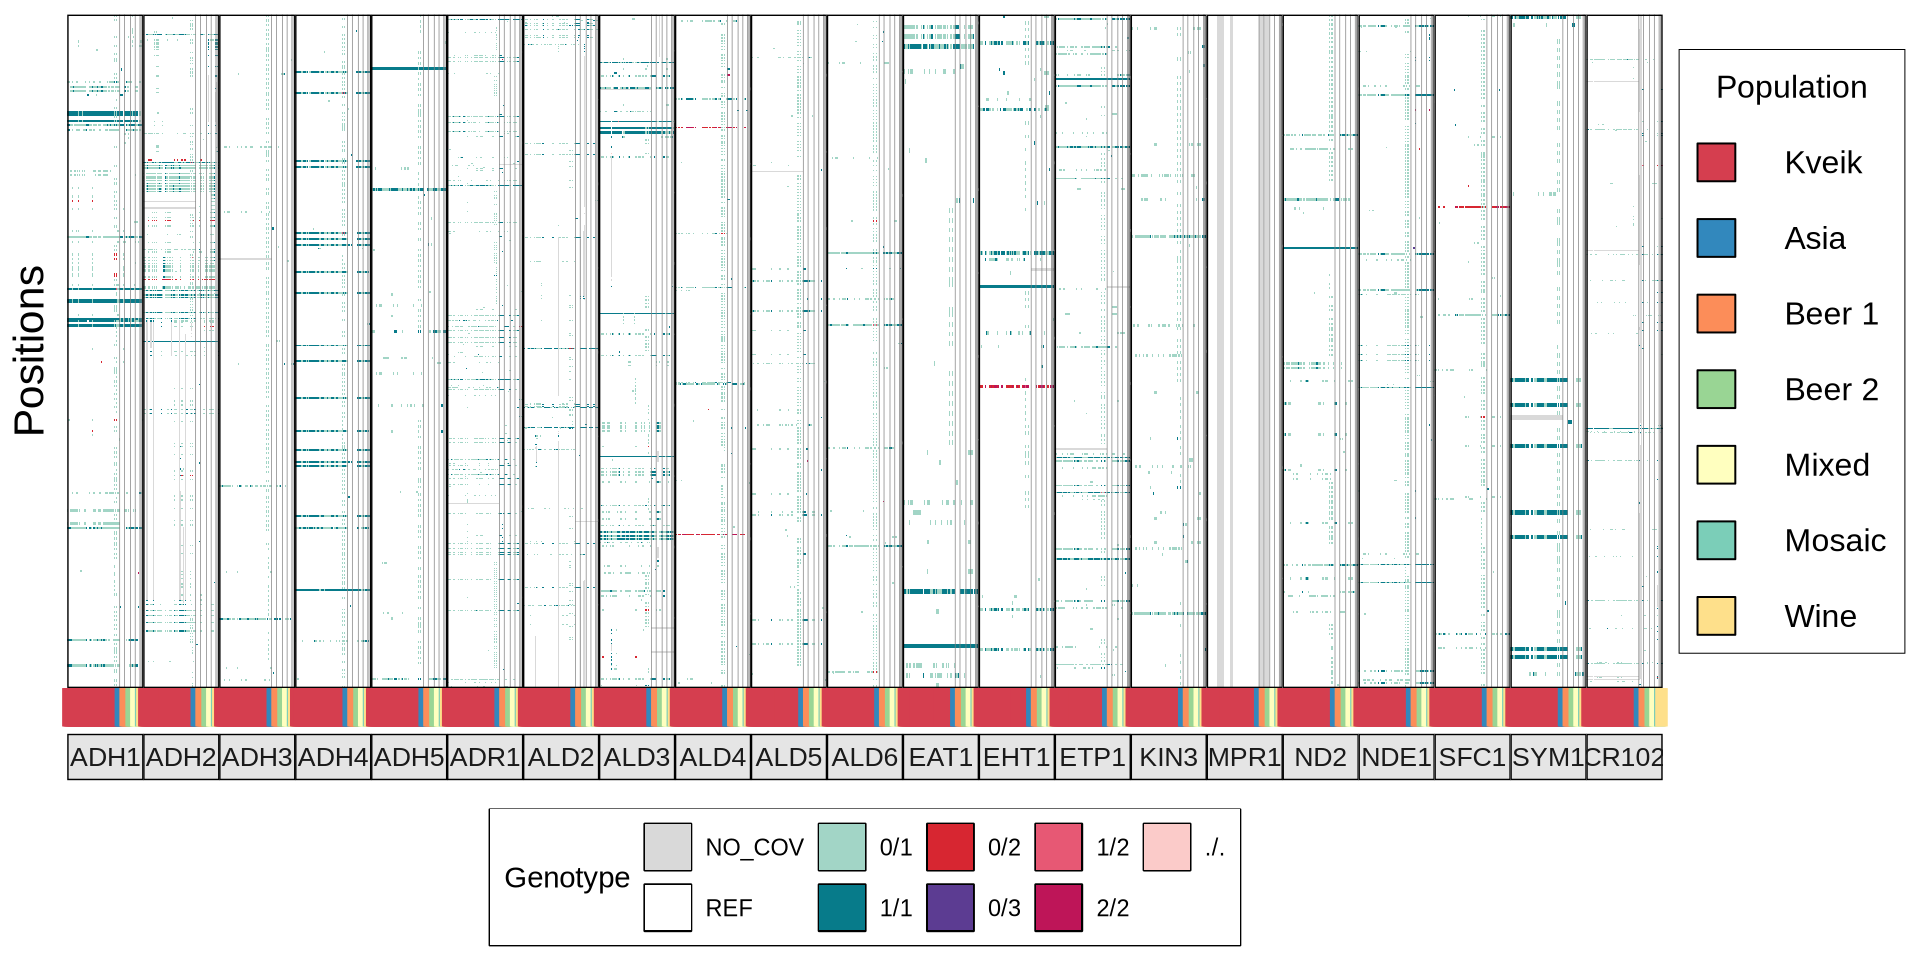 Positions
Population
Kveik
Asia
Beer 1
Beer 2
Mixed
Mosaic
Wine
ADH1 ADH2 ADH3 ADH4 ADH5 ADR1 ALD2 ALD3 ALD4 ALD5 ALD6 EAT1 EHT1 ETP1 KIN3 MPR1 ND2 NDE1 SFC1 SYM1 CR102
Genotype
NO_COV 0/1 0/2 1/2 ./.
REF 1/1 0/3 2/2